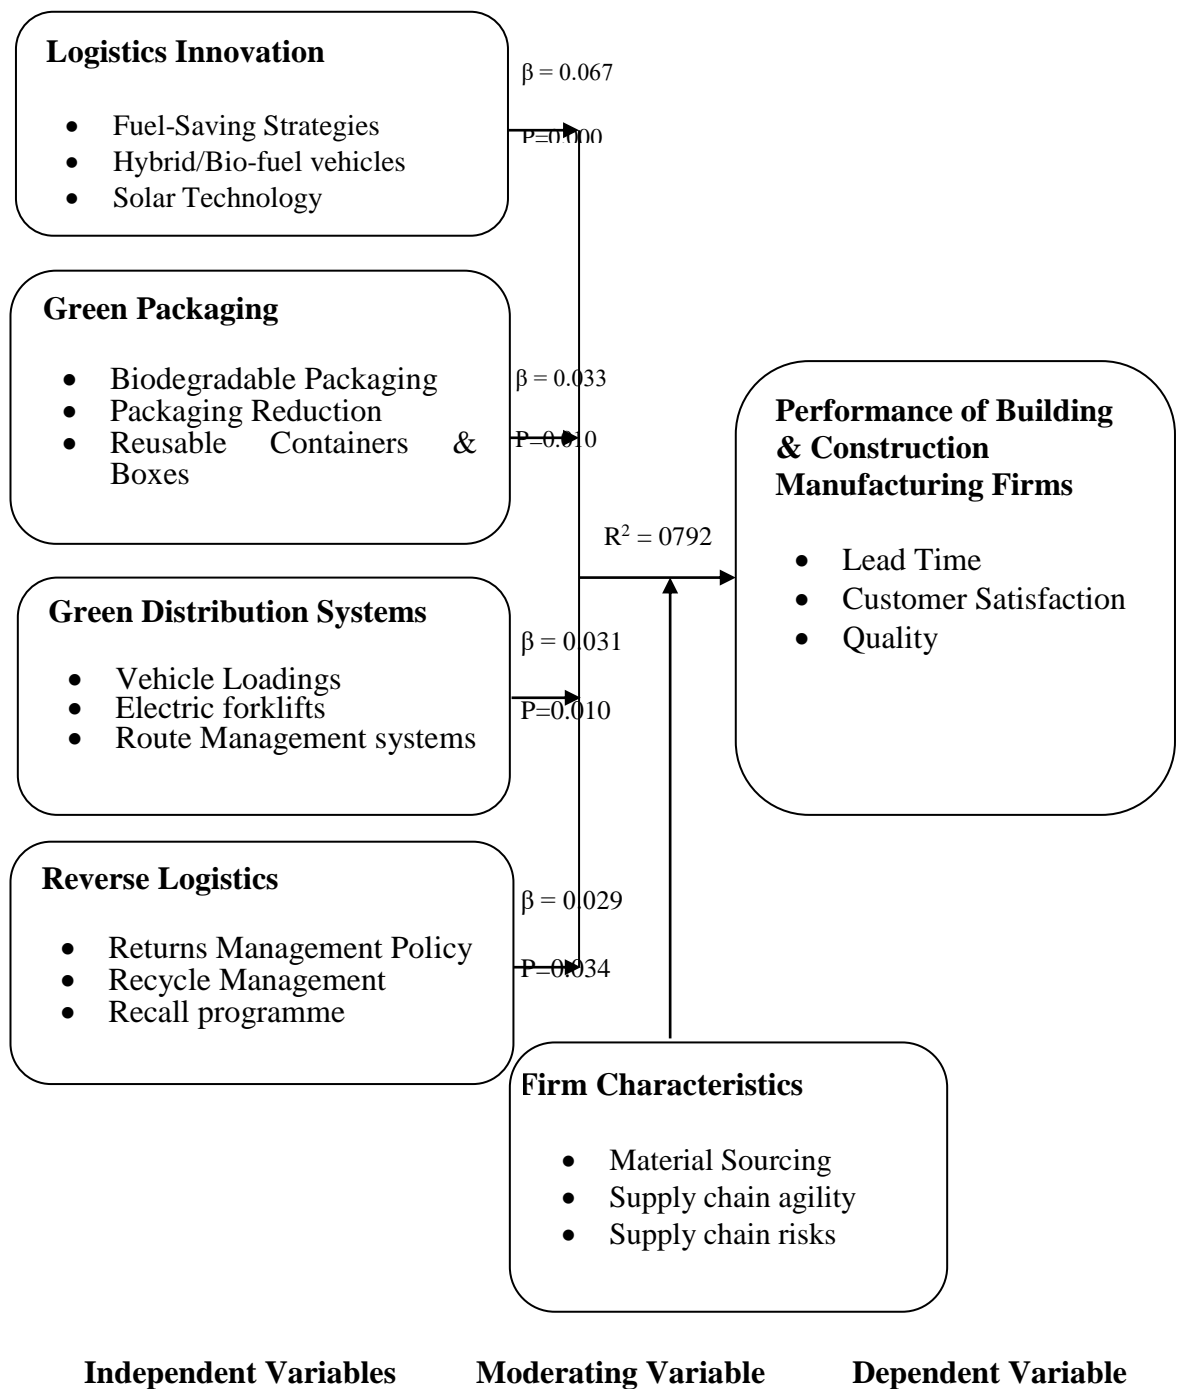 Logistics Innovation
• Fuel-Saving Strategies
• Hybrid/Bio-fuel vehicles
• Solar Technology
β = 0.067
P=0.000
Green Packaging
• Biodegradable Packaging
• Packaging Reduction
• Reusable Containers &
Boxes
β = 0.033
P=0.010
Green Distribution Systems
• Vehicle Loadings
• Electric forklifts
• Route Management systems
β = 0.031
P=0.010
Reverse Logistics
• Returns Management Policy
• Recycle Management
• Recall programme
β = 0.029
P=0.034
R² = 0792
Performance of Building
& Construction
Manufacturing Firms
• Lead Time
• Customer Satisfaction
• Quality
Firm Characteristics
• Material Sourcing
• Supply chain agility
• Supply chain risks
Independent Variables Moderating Variable Dependent Variable